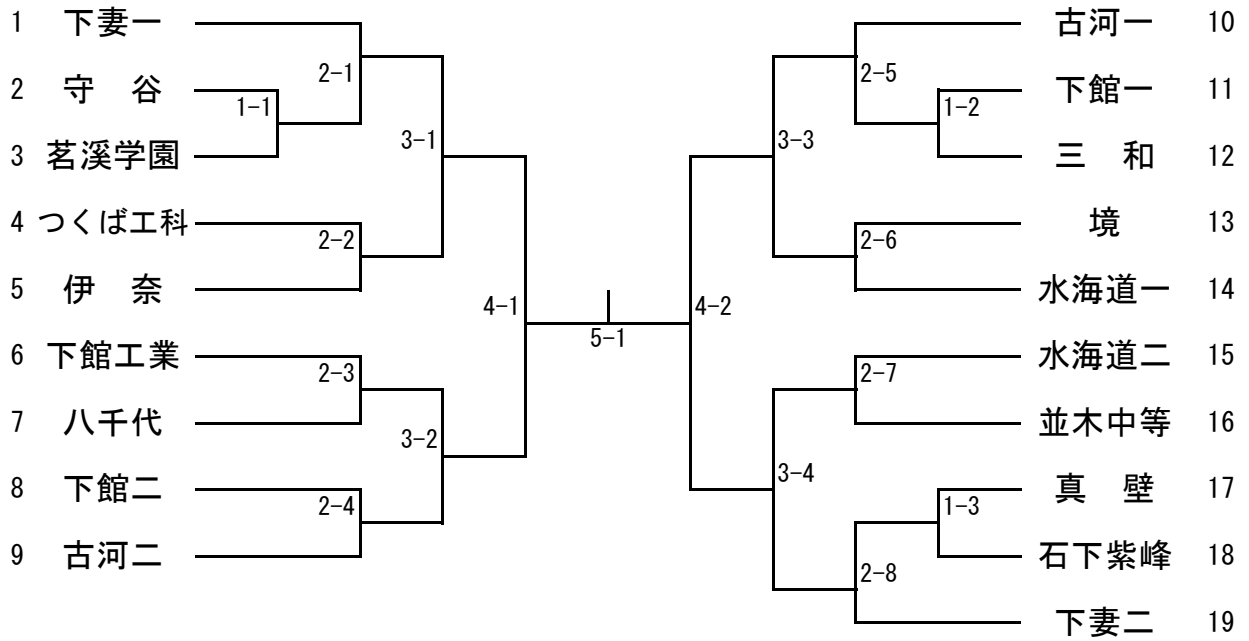 1 下妻一
2 守　谷
3 茗溪学園
4 つくば工科
5 伊　奈
6 下館工業
7 八千代
8 下館二
9 古河二
1-1
2-1
2-2
2-3
2-4
3-1
3-2
4-1
5-1
4-2
3-3
3-4
2-5
2-6
2-7
2-8
1-2
1-3
古河一 10
下館一 11
三　和 12
境 13
水海道一 14
水海道二 15
並木中等 16
真　壁 17
石下紫峰 18
下妻二 19